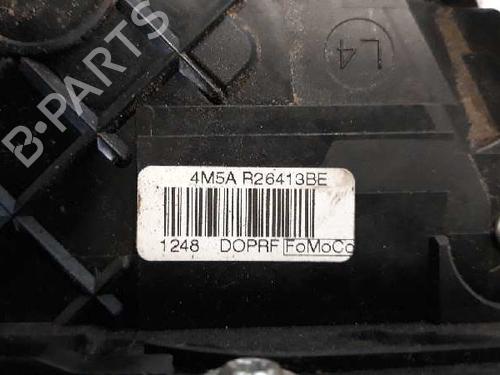 B-PARTS
L4
4M5A R26413BE
1248 DOPRF FoMoCo